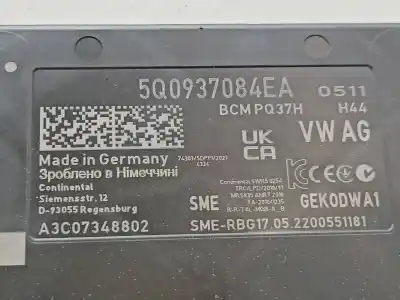 5Q0937084EA 0511
BCM PQ37H H44
UK CA VW AG
Made in Germany
Зроблено в Німеччині
Continental
Siemensstr. 12
D-93055 Regensburg
A3C07348802
SME
GEKODWA1
SME-RBG17.05.2200551181